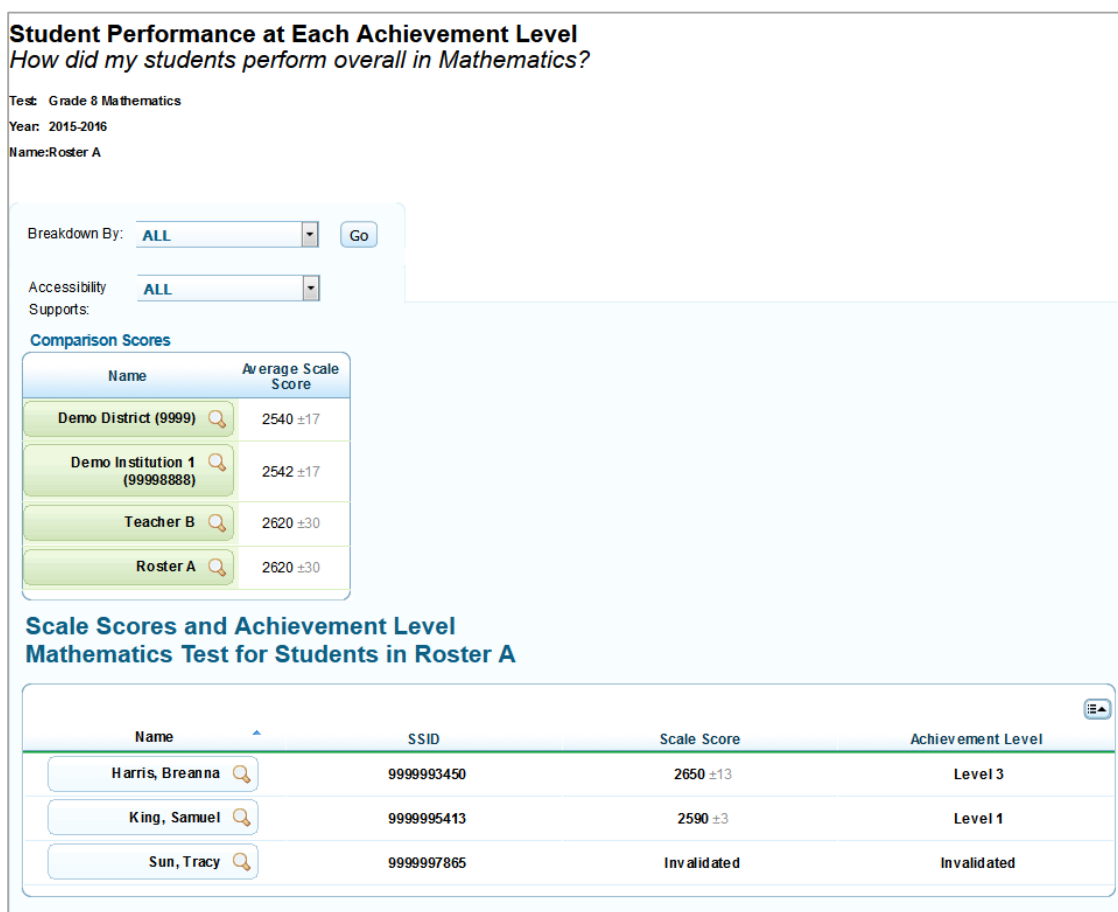 Student Performance at Each Achievement Level
How did my students perform overall in Mathematics?
Test: Grade 8 Mathematics
Year: 2015-2016
Name:Roster A
Breakdown By: ALL Go
Accessibility Supports: ALL
Comparison Scores
Name Average Scale Score
Demo District (9999) 2540 ±17
Demo Institution 1 (99998888) 2542 ±17
Teacher B 2620 ±30
Roster A 2620 ±30
Scale Scores and Achievement Level
Mathematics Test for Students in Roster A
Name SSID Scale Score Achievement Level
Harris, Breanna 9999993450 2650 ±13 Level 3
King, Samuel 9999995413 2590 ±3 Level 1
Sun, Tracy 9999997865 Invalidated Invalidated